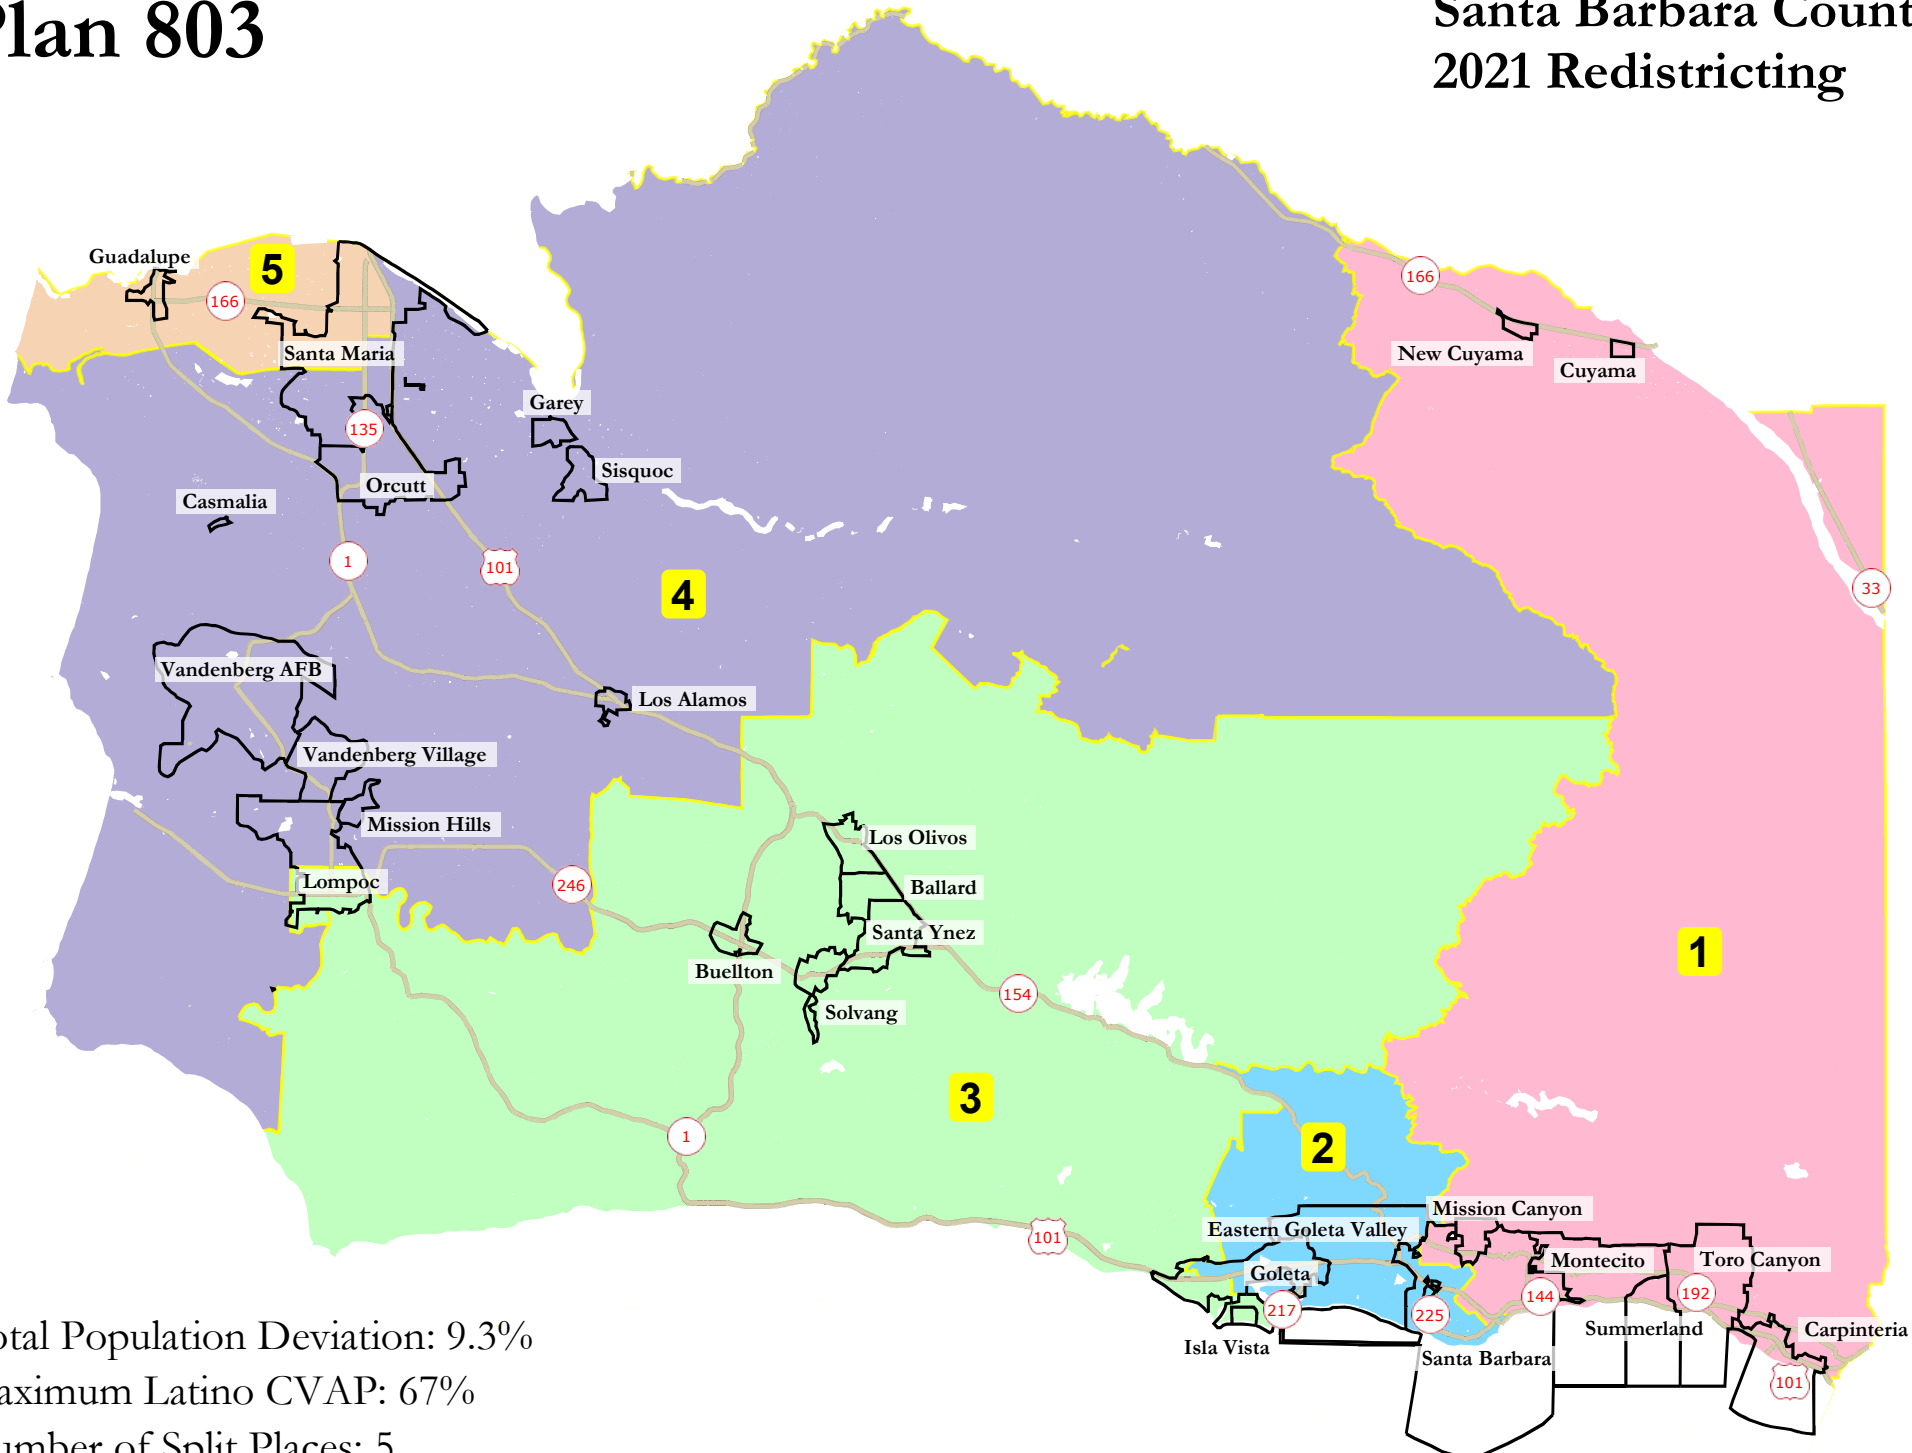 Plan 803
Santa Barbara Count
2021 Redistricting
Guadalupe
5
166
Santa Maria
166
New Cuyama
Cuyama
Garey
135
Sisquoc
Orcutt
Casmalia
1
101
4
33
Vandenberg AFB
Los Alamos
Vandenberg Village
Mission Hills
Los Olivos
Lompoc
246
Ballard
Santa Ynez
1
Buellton
154
Solvang
3
1
2
Mission Canyon
Eastern Goleta Valley
101
Montecito
Toro Canyon
Goleta
217
225
144
192
Isla Vista
Summerland
Carpinteria
Santa Barbara
101
otal Population Deviation: 9.3%
aximum Latino CVAP: 67%
umber of Split Places: 5